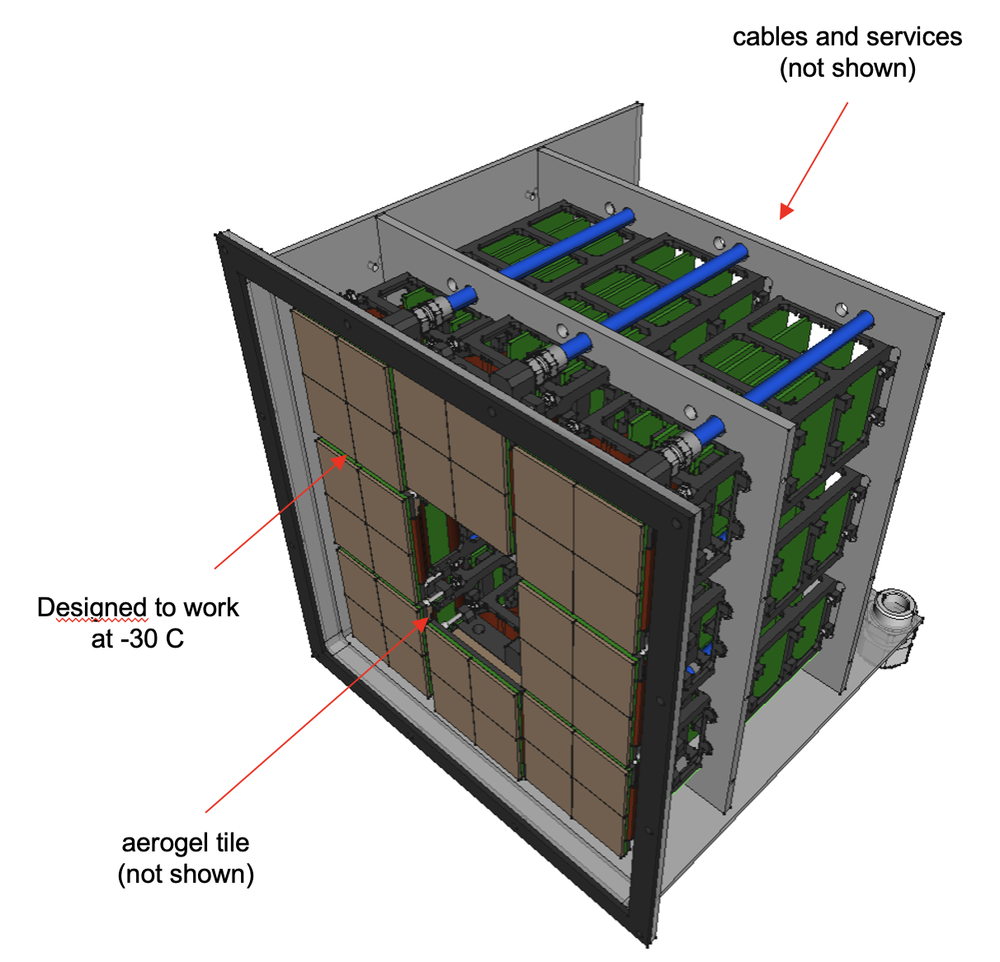 cables and services
(not shown)
Designed to work
at -30 C
aerogel tile
(not shown)